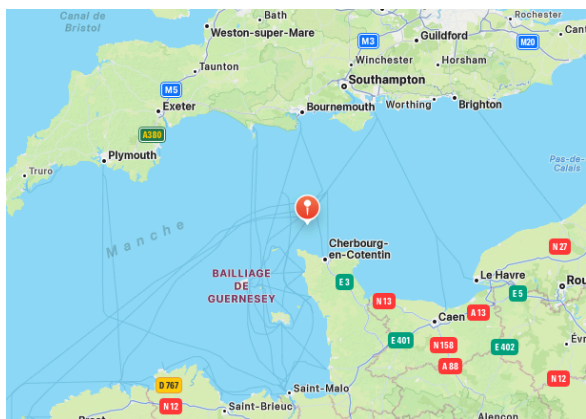 Canal de
Bristol
Bath
Weston-super-Mare
Rochester
M3
Guildford
M20
Winchester
Horsham
Taunton
Southampton
M5
Exeter
Bournemouth
Worthing
Brighton
A380
Plymouth
Truro
Pas-de-
Calais
Manche
Cherbourg-
en-Cotentin
N 27
BAILLIAGE
DE
GUERNESEY
E 3
Le Havre
N 13
E 5
A 13
Caen
E 401
N 158
E 402
A 88
D 767
N 12
Saint-Malo
Saint-Brieuc
N 12
Alençon